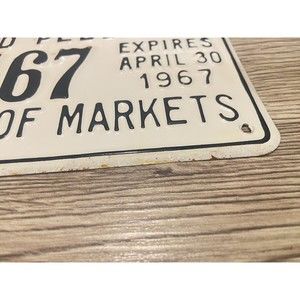 EXPIRES
APRIL 30
67 1967
OF MARKETS